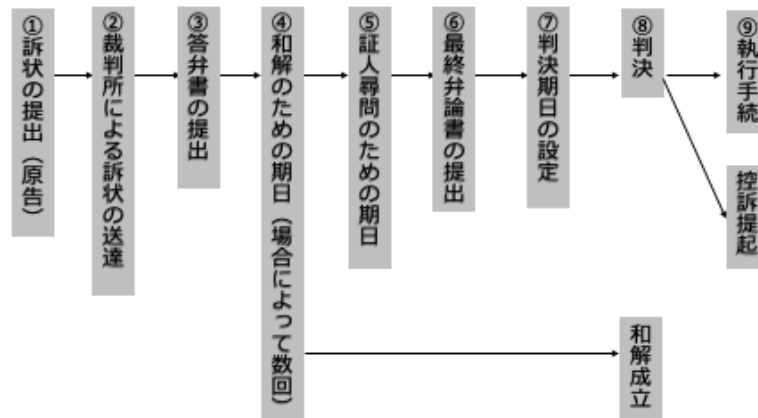 ①訴状の提出（原告）
②裁判所による訴状の送達
③答弁書の提出
④和解のための期日（場合によって数回）
⑤証人尋問のための期日
⑥最終弁論書の提出
⑦判決期日の設定
⑧判決
⑨執行手続
控訴提起
和解成立